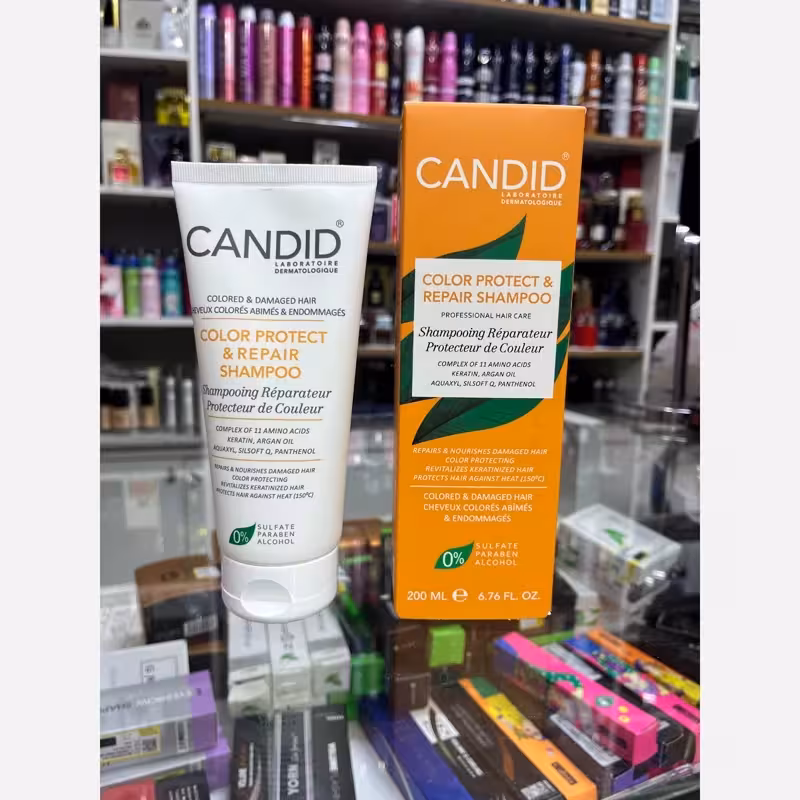 CANDID®
LABORATOIRE
DERMATOLOGIQUE
COLORED & DAMAGED HAIR
CHEVEUX COLORÉS ABIMÉS & ENDOMMAGÉS
COLOR PROTECT
& REPAIR
SHAMPOO
Shampooing Réparateur
Protecteur de Couleur
COMPLEX OF 11 AMINO ACIDS
KERATIN, ARGAN OIL
AQUAXYL, SILSOFT Q, PANTHENOL
REPAIRS & NOURISHES DAMAGED HAIR
COLOR PROTECTING
REVITALIZES KERATINIZED HAIR
PROTECTS HAIR AGAINST HEAT (150°C)
0%
SULFATE
PARABEN
ALCOHOL
CANDID®
LABORATOIRE
DERMATOLOGIQUE
COLOR PROTECT &
REPAIR SHAMPOO
PROFESSIONAL HAIR CARE
Shampooing Réparateur
Protecteur de Couleur
COMPLEX OF 11 AMINO ACIDS
KERATIN, ARGAN OIL
AQUAXYL, SILSOFT Q, PANTHENOL
REPAIRS & NOURISHES DAMAGED HAIR
COLOR PROTECTING
REVITALIZES KERATINIZED HAIR
PROTECTS HAIR AGAINST HEAT (150°C)
COLORED & DAMAGED HAIR
CHEVEUX COLORÉS ABÎMÉS
& ENDOMMAGÉS
0%
SULFATE
PARABEN
ALCOHOL
200 ML ℮ 6.76 FL. OZ.
YORN